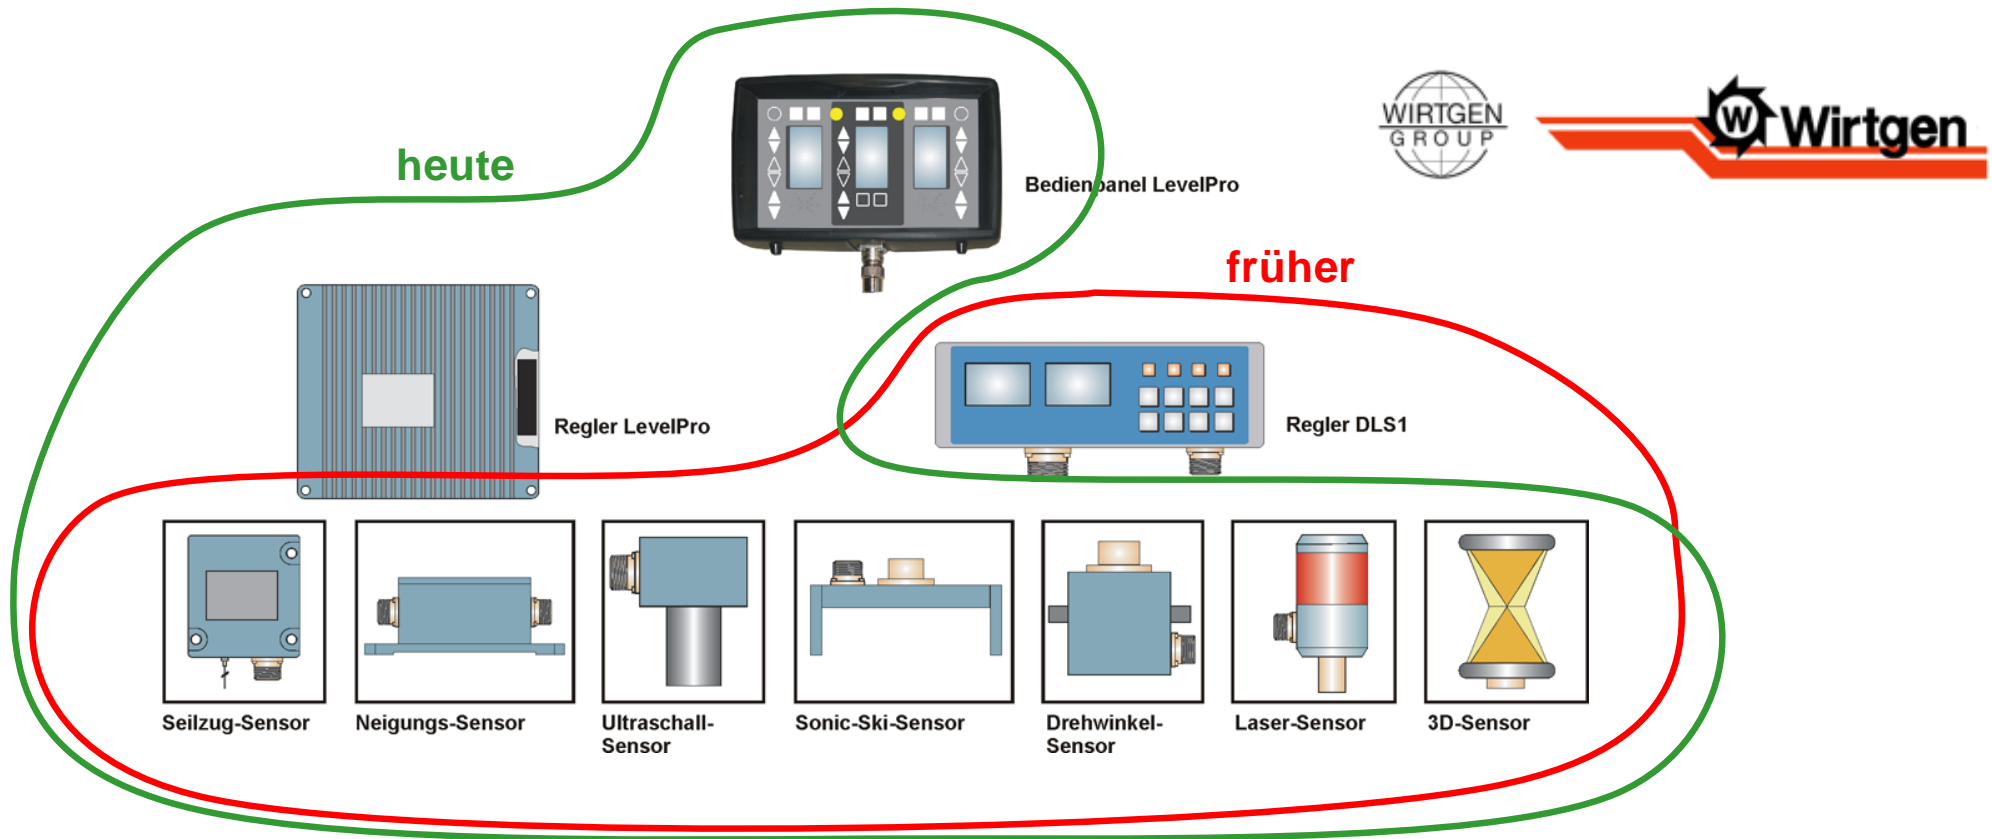 heute
WIRTGEN
GROUP
W Wirtgen
Bedienpanel LevelPro
früher
Regler LevelPro
Regler DLS1
Seilzug-Sensor
Neigungs-Sensor
Ultraschall-
Sensor
Sonic-Ski-Sensor
Drehwinkel-
Sensor
Laser-Sensor
3D-Sensor